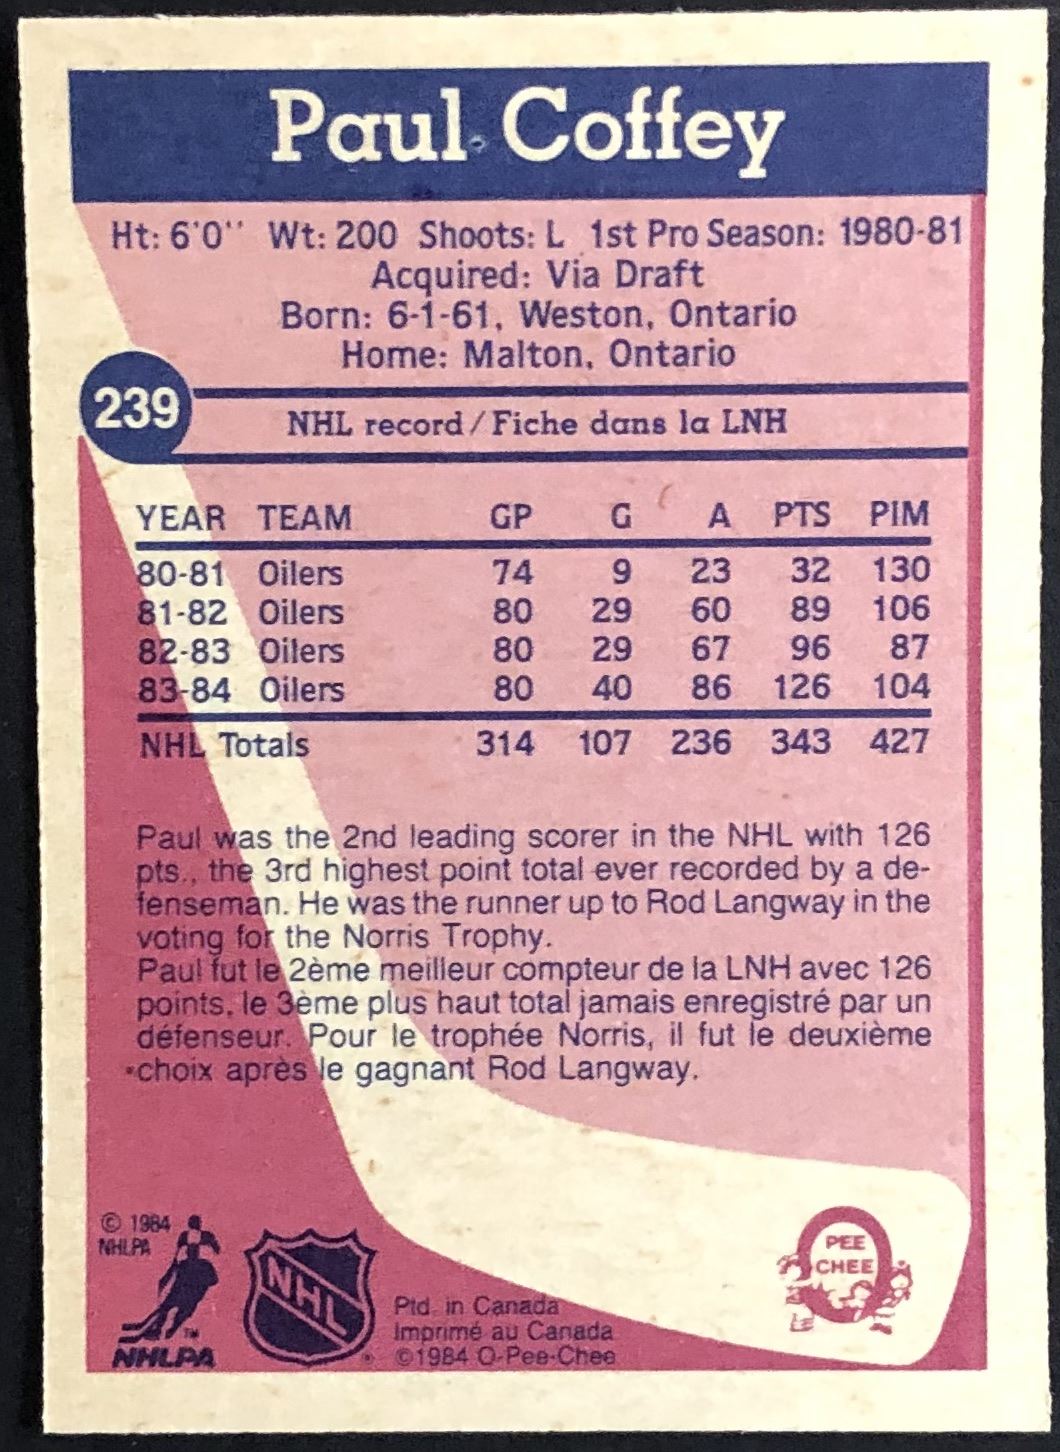 Paul Coffey
Ht: 6'0" Wt: 200 Shoots: L 1st Pro Season: 1980-81
Acquired: Via Draft
Born: 6-1-61, Weston, Ontario
Home: Malton, Ontario
239
NHL record / Fiche dans la LNH
YEAR TEAM GP G A PTS PIM
80-81 Oilers 74 9 23 32 130
81-82 Oilers 80 29 60 89 106
82-83 Oilers 80 29 67 96 87
83-84 Oilers 80 40 86 126 104
NHL Totals 314 107 236 343 427
Paul was the 2nd leading scorer in the NHL with 126
pts., the 3rd highest point total ever recorded by a de-
fenseman. He was the runner up to Rod Langway in the
voting for the Norris Trophy.
Paul fut le 2ème meilleur compteur de la LNH avec 126
points, le 3ème plus haut total jamais enregistré par un
défenseur. Pour le trophée Norris, il fut le deuxième
choix après le gagnant Rod Langway.
© 1984
NHLPA
NHLPA
TM
NHL
Ptd. in Canada
Imprimé au Canada
©1984 O-Pee-Chee
PEE
CHEE